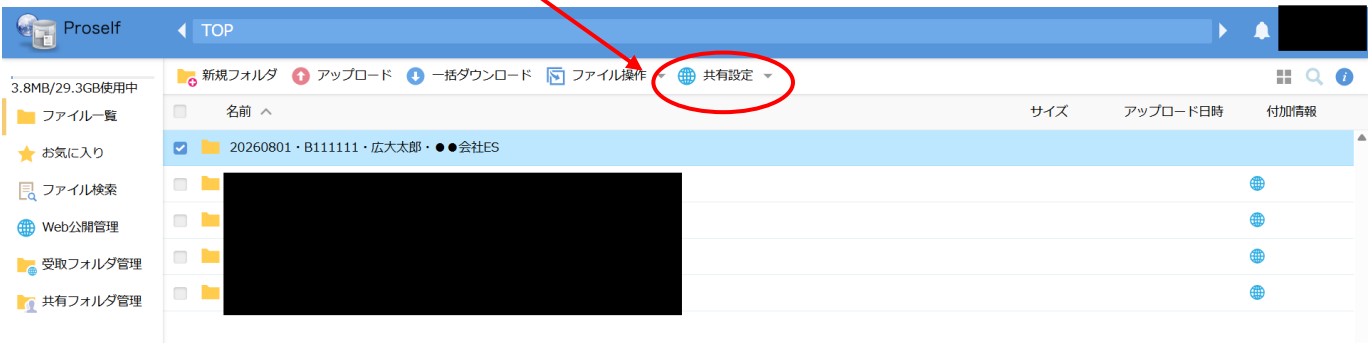 Proself
TOP
新規フォルダ アップロード 一括ダウンロード ファイル操作 共有設定
3.8MB/29.3GB使用中
ファイル一覧
お気に入り
ファイル検索
Web公開管理
受取フォルダ管理
共有フォルダ管理
名前 サイズ アップロード日時 付加情報
20260801・B111111・広大太郎・●●会社ES